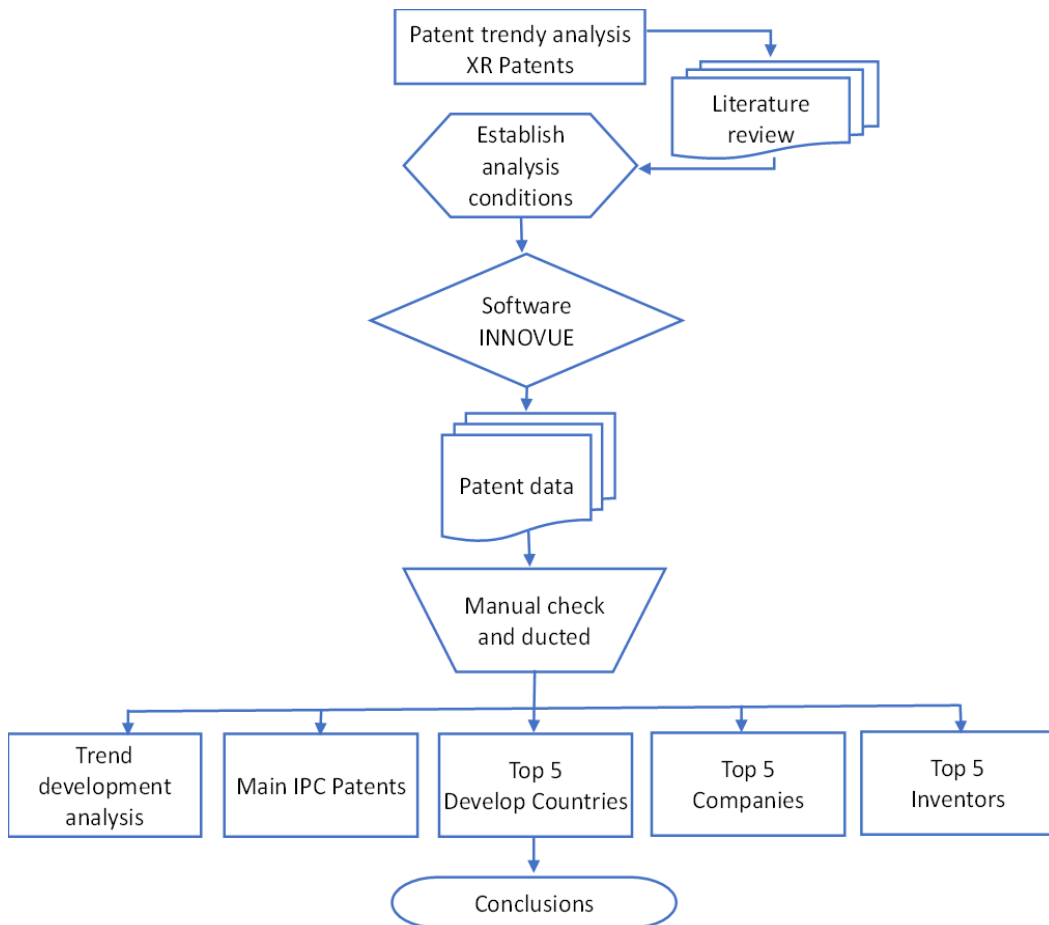 Patent trendy analysis
XR Patents
Literature
review
Establish
analysis
conditions
Software
INNOVUE
Patent data
Manual check
and ducted
Trend
development
analysis
Main IPC Patents
Top 5
Develop Countries
Top 5
Companies
Top 5
Inventors
Conclusions